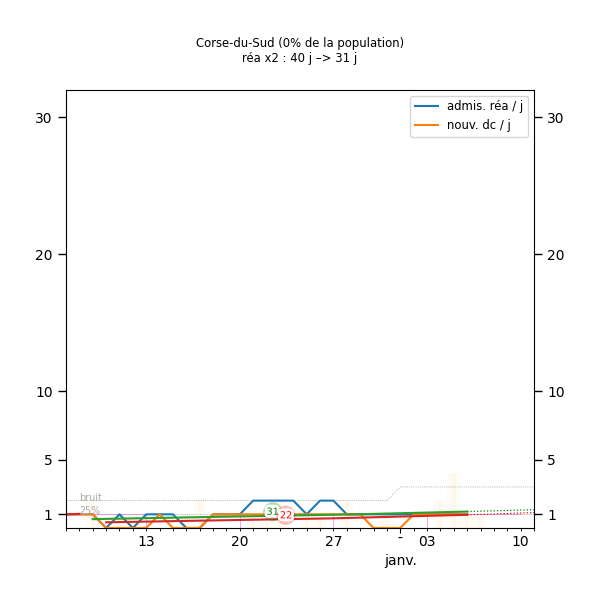 Corse-du-Sud (0% de la population)
réa x2 : 40 j –> 31 j
admis. réa / j
nouv. dc / j
30 30
20 20
10 10
5 5
bruit
25%
31 22
1 1
13 20 27 - 03 10
janv.